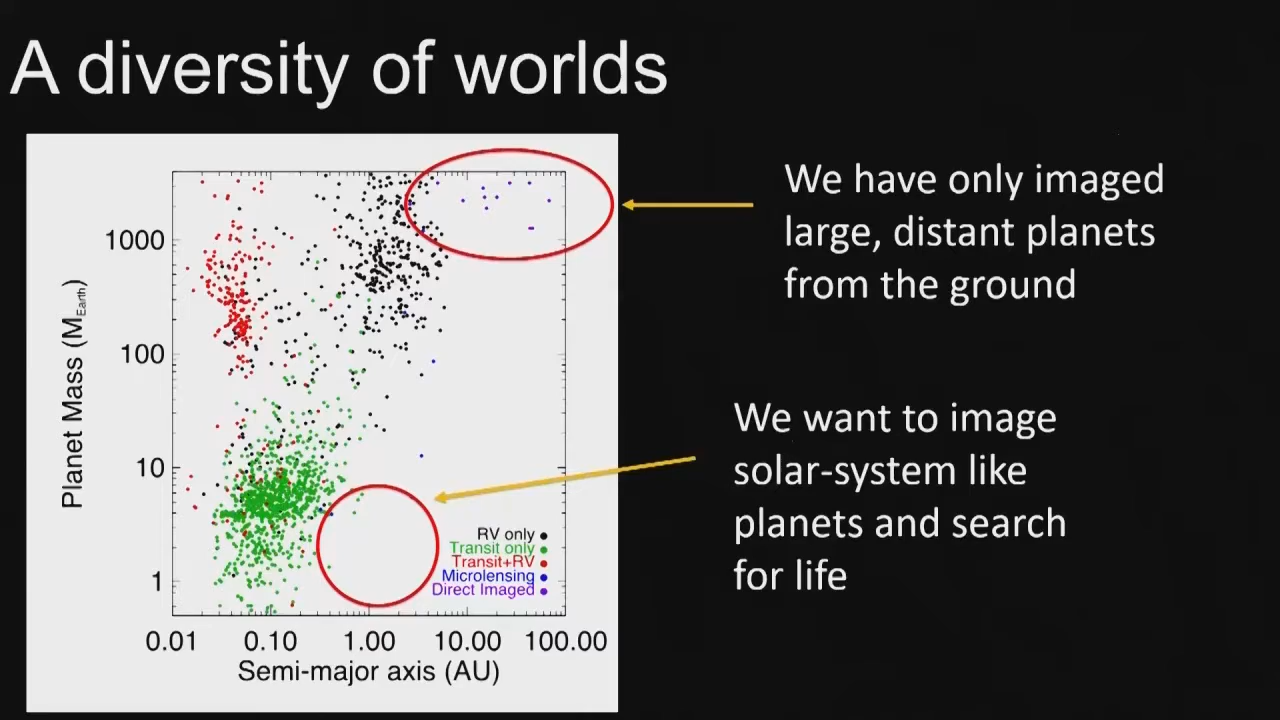 A diversity of worlds
We have only imaged
large, distant planets
from the ground
We want to image
solar-system like
planets and search
for life
Planet Mass (M_Earth)
1000
100
10
1
RV only
Transit only
Transit+RV
Microlensing
Direct Imaged
0.01 0.10 1.00 10.00 100.00
Semi-major axis (AU)